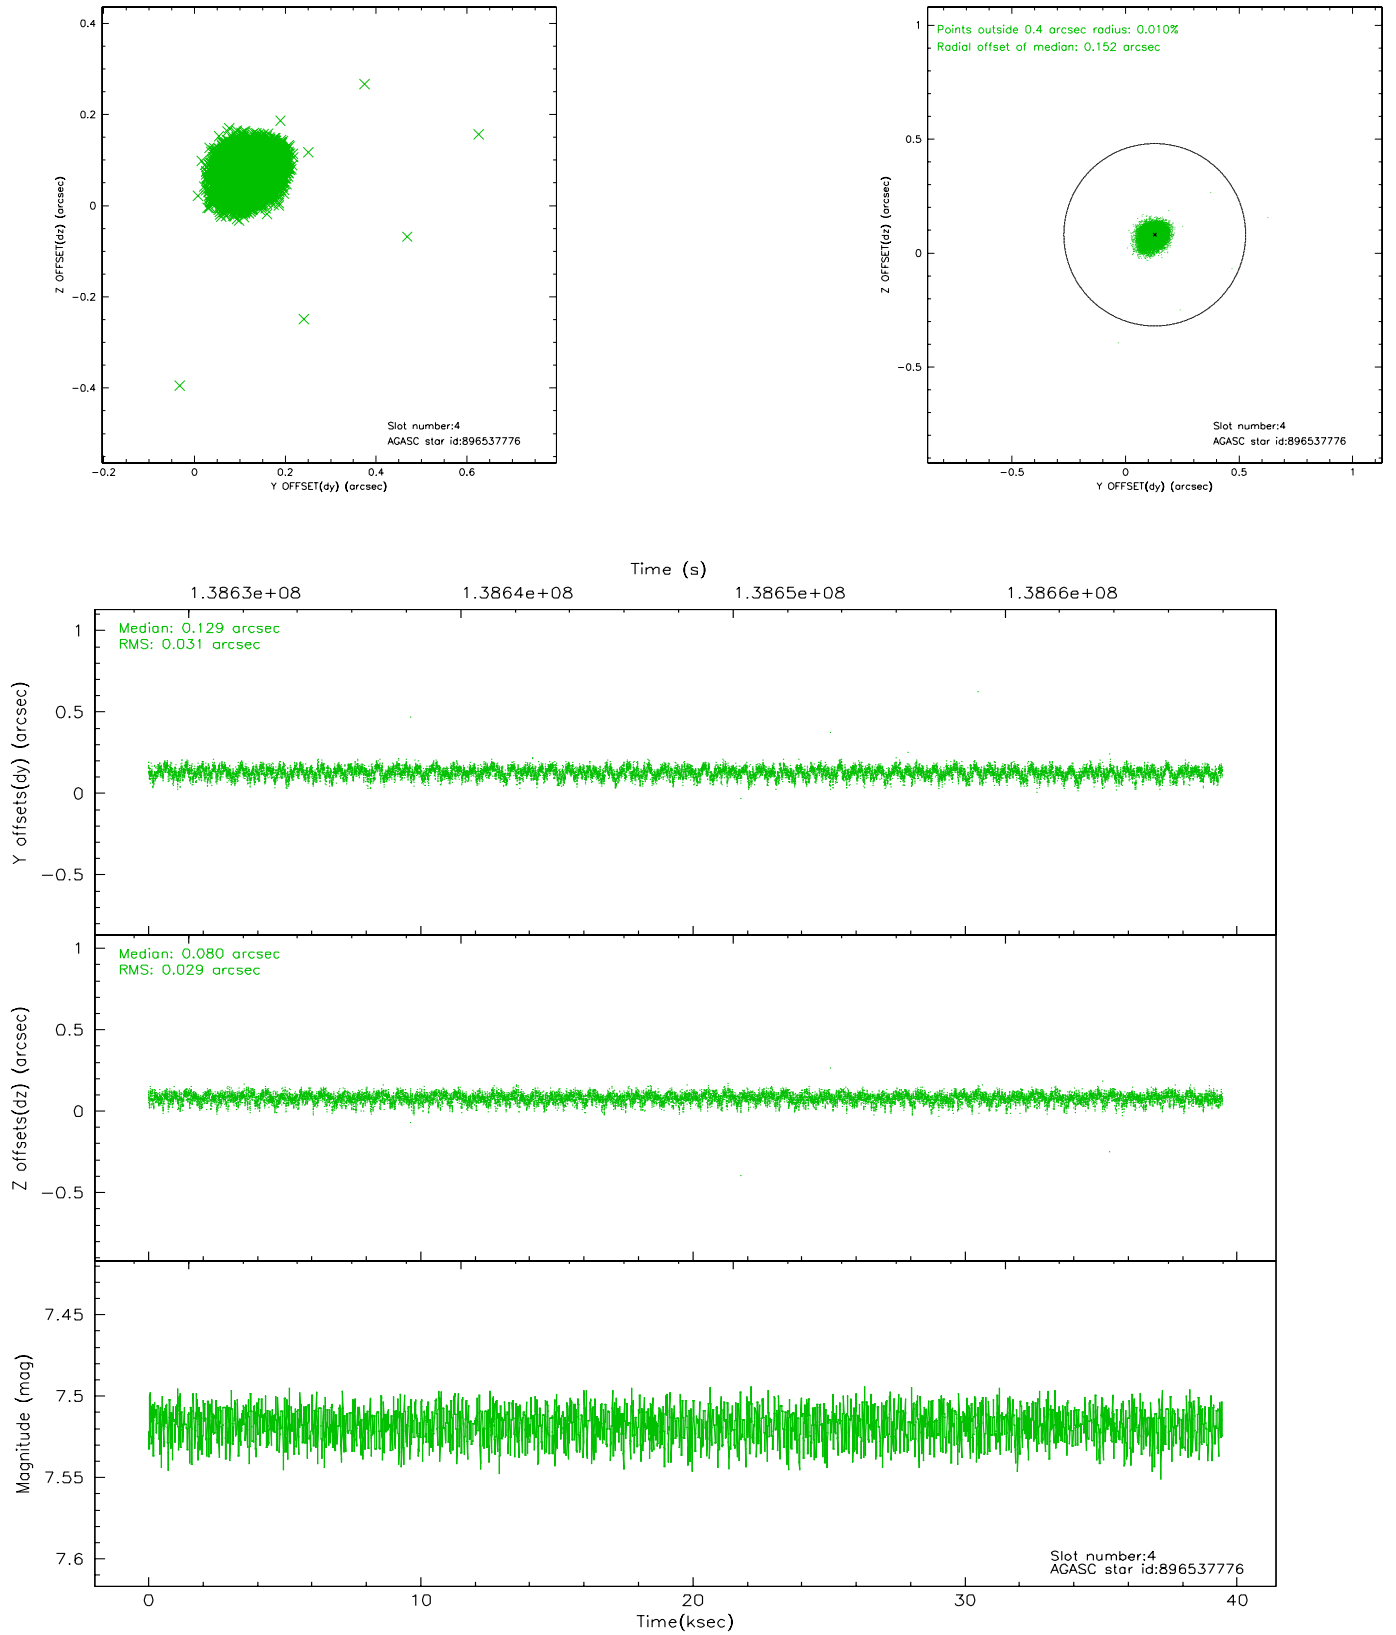 0.4
0.2
0
−0.2
−0.4
Z OFFSET(dz) (arcsec)
Slot number:4
AGASC star id:896537776
−0.2 0 0.2 0.4 0.6
Y OFFSET(dy) (arcsec)
Points outside 0.4 arcsec radius: 0.010%
Radial offset of median: 0.152 arcsec
1
0.5
0
−0.5
Z OFFSET(dz) (arcsec)
Slot number:4
AGASC star id:896537776
−0.5 0 0.5 1
Y OFFSET(dy) (arcsec)
Time (s)
1.3863e+08 1.3864e+08 1.3865e+08 1.3866e+08
Median: 0.129 arcsec
RMS: 0.031 arcsec
1
0.5
0
−0.5
Y offsets(dy) (arcsec)
Median: 0.080 arcsec
RMS: 0.029 arcsec
1
0.5
0
−0.5
Z offsets(dz) (arcsec)
7.45
7.5
7.55
7.6
Magnitude (mag)
Slot number:4
AGASC star id:896537776
0 10 20 30 40
Time(ksec)